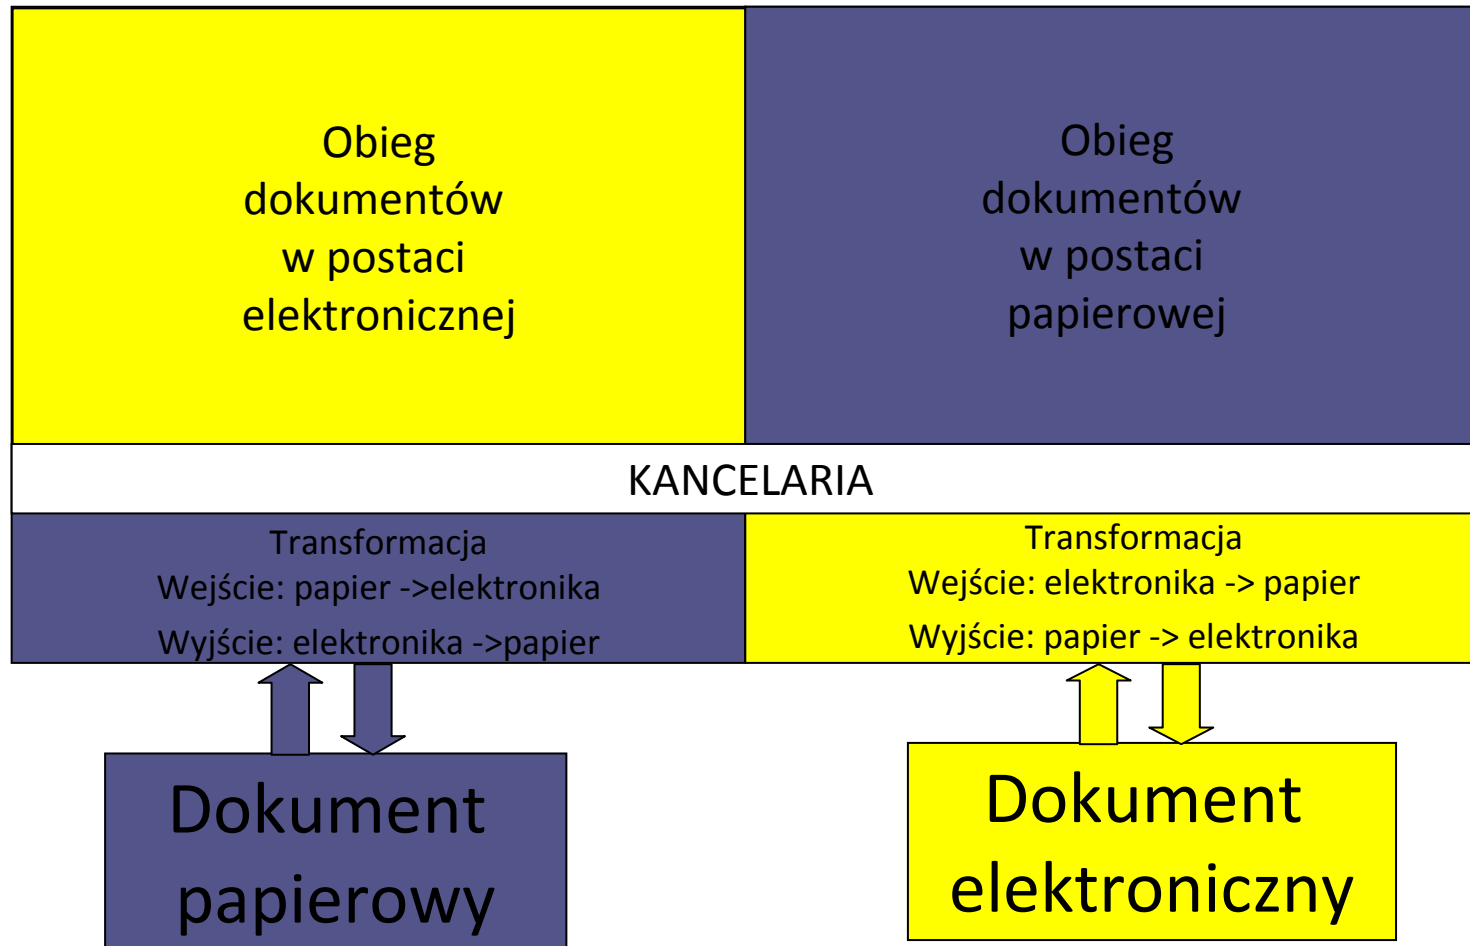 Obieg
dokumentów
w postaci
elektronicznej
Obieg
dokumentów
w postaci
papierowej
KANCELARIA
Transformacja
Wejście: papier ->elektronika
Wyjście: elektronika ->papier
Transformacja
Wejście: elektronika -> papier
Wyjście: papier -> elektronika
Dokument
papierowy
Dokument
elektroniczny